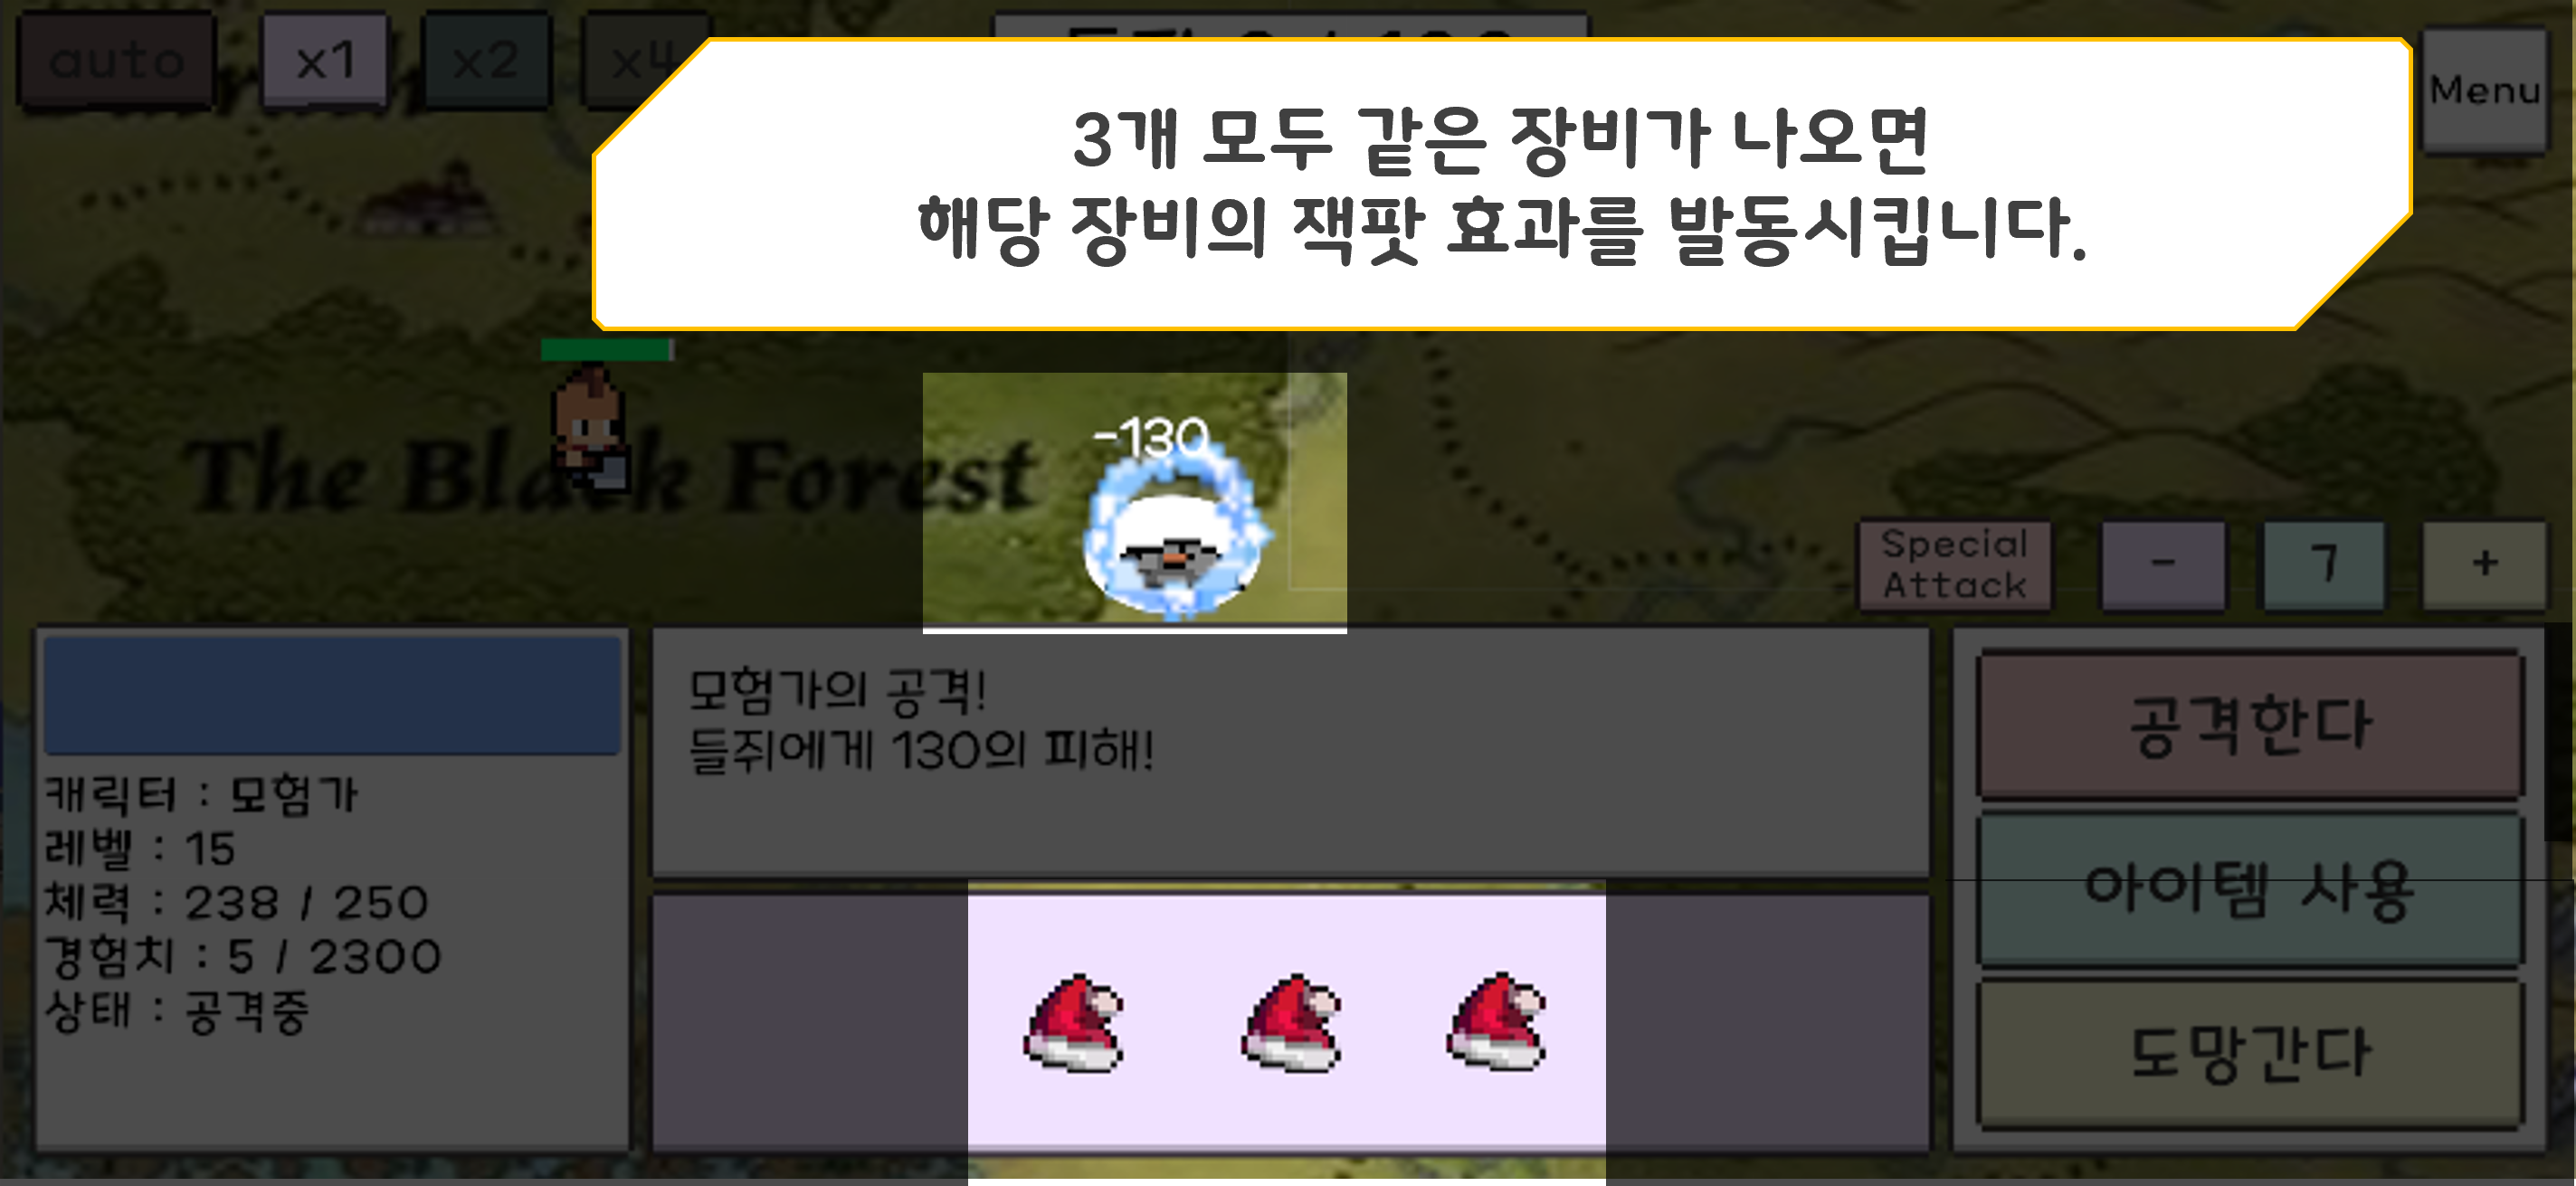 auto
x1
x2
x4
Menu
3개 모두 같은 장비가 나오면
해당 장비의 잭팟 효과를 발동시킵니다.
-130
The Black Forest
Special
Attack
-
7
+
모험가의 공격!
들쥐에게 130의 피해!
캐릭터 : 모험가
레벨 : 15
체력 : 238 / 250
경험치 : 5 / 2300
상태 : 공격중
공격한다
아이템 사용
도망간다